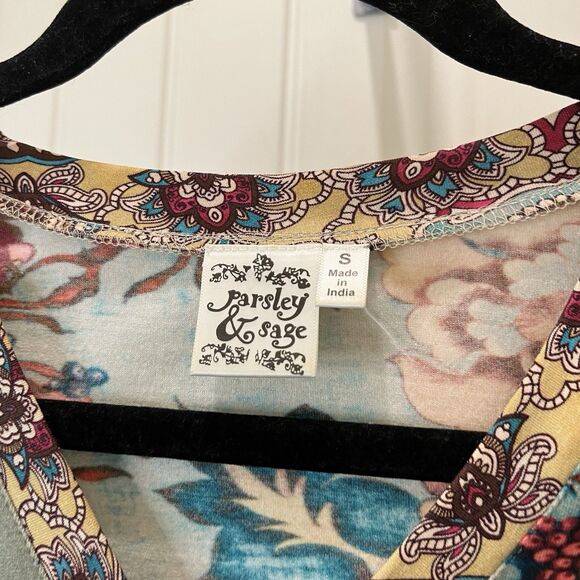 parsley
& sage
S
Made
in
India